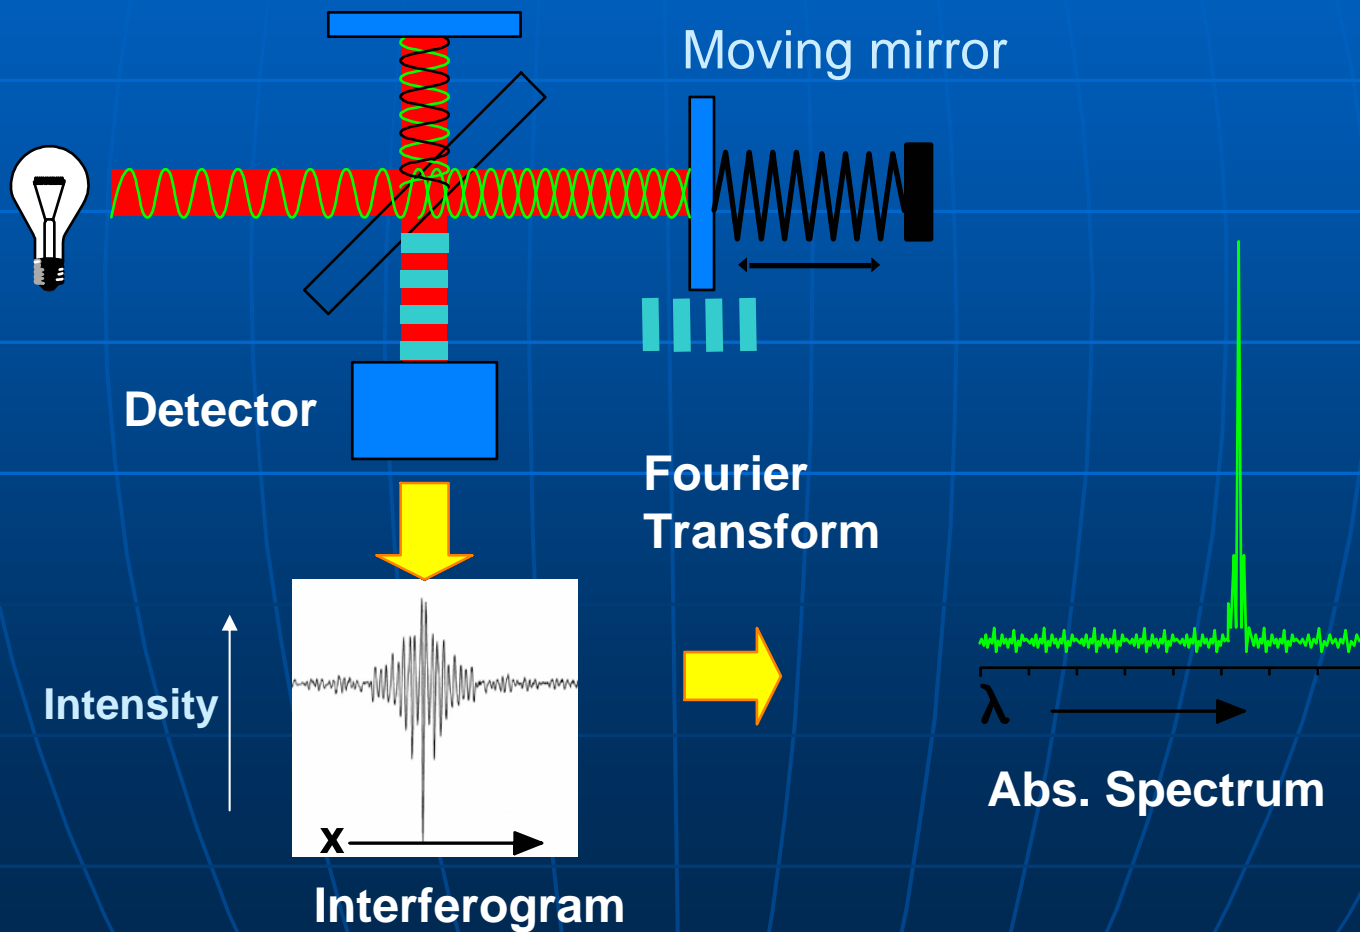 Moving mirror
Detector
Fourier
Transform
Intensity
x
λ
Abs. Spectrum
Interferogram